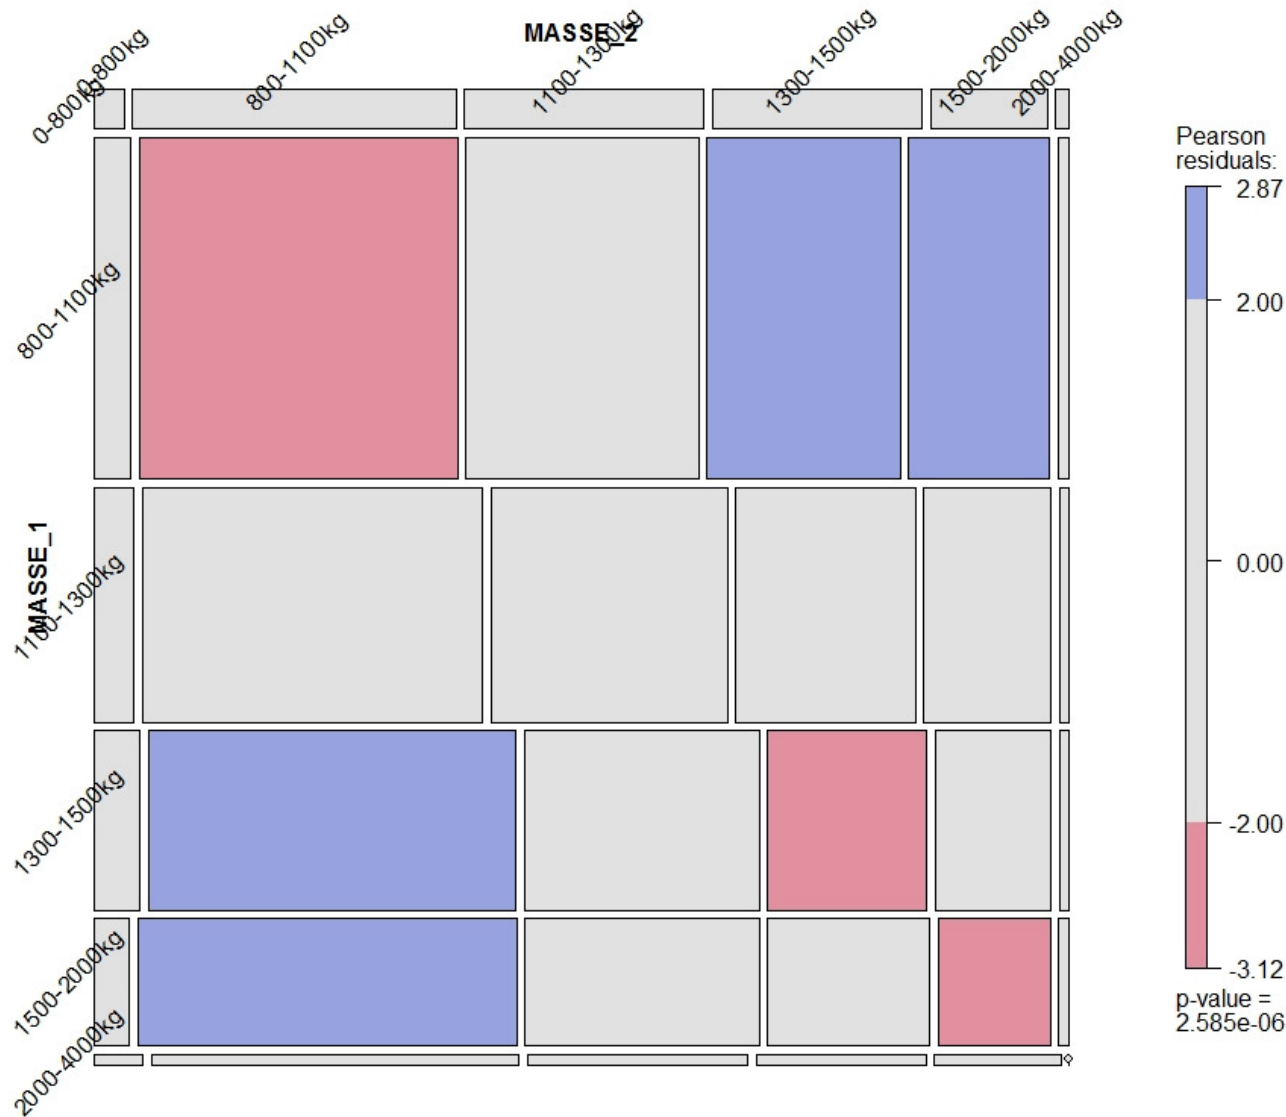 MASSE_2
0-800kg
800-1100kg
1100-1300kg
1300-1500kg
1500-2000kg
2000-4000kg
MASSE_1
0-800kg
800-1100kg
1100-1300kg
1300-1500kg
1500-2000kg
2000-4000kg
Pearson
residuals:
2.87
2.00
0.00
-2.00
-3.12
p-value =
2.585e-06